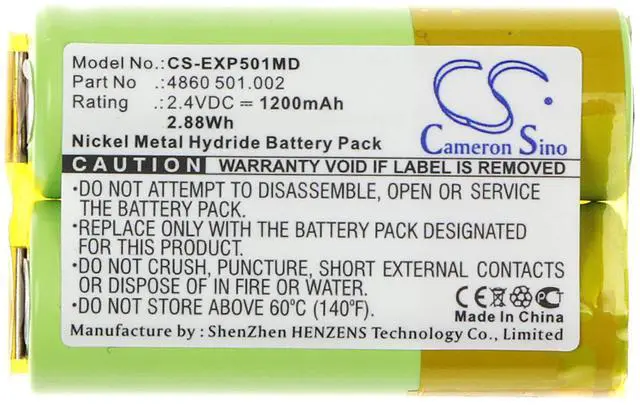 Model No.:CS-EXP501MD
Part No :4860 501.002
Rating :2.4VDC ⎓ 1200mAh
2.88Wh
Nickel Metal Hydride Battery Pack
CS
Cameron Sino
CAUTION WARRANTY VOID IF LABEL IS REMOVED
•DO NOT ATTEMPT TO DISASSEMBLE, OPEN OR SERVICE
THE BATTERY PACK.
•REPLACE ONLY WITH THE BATTERY PACK DESIGNATED
FOR THIS PRODUCT.
•DO NOT CRUSH, PUNCTURE, SHORT EXTERNAL CONTACTS
OR DISPOSE OF IN FIRE OR WATER.
•DO NOT STORE ABOVE 60°C (140°F).
CE
Made In China
Manufacture by : ShenZhen HENZENS Technology Co., Limited